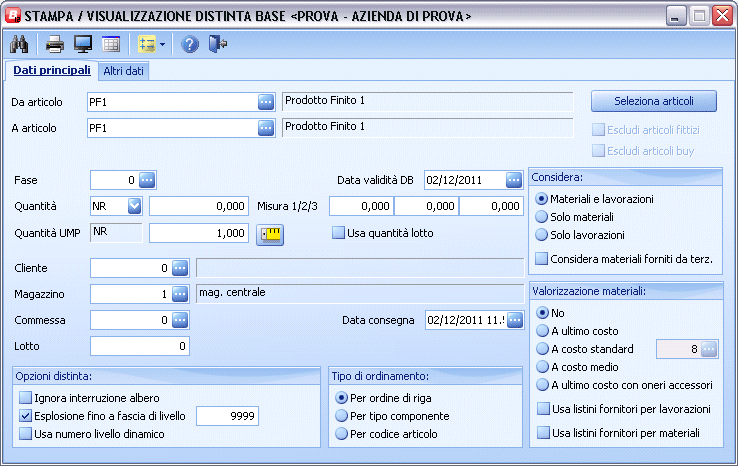 STAMPA / VISUALIZZAZIONE DISTINTA BASE <PROVA - AZIENDA DI PROVA>
Dati principali Altri dati
Da articolo PF1 Prodotto Finito 1 Seleziona articoli
A articolo PF1 Prodotto Finito 1 Escludi articoli fittizi
Escludi articoli buy
Fase 0 Data validità DB 02/12/2011 Considera:
Quantità NR 0,000 Misura 1/2/3 0,000 0,000 0,000 Materiali e lavorazioni
Solo materiali
Quantità UMP NR 1,000 Usa quantità lotto Solo lavorazioni
Considera materiali forniti da terz.
Cliente 0
Magazzino 1 mag. centrale Valorizzazione materiali:
Commessa 0 Data consegna 02/12/2011 11.5 No
A ultimo costo
Lotto 0 A costo standard 8
A costo medio
Opzioni distinta: Tipo di ordinamento: A ultimo costo con oneri accessori
Ignora interruzione albero Per ordine di riga
Esplosione fino a fascia di livello 9999 Per tipo componente Usa listini fornitori per lavorazioni
Usa numero livello dinamico Per codice articolo Usa listini fornitori per materiali